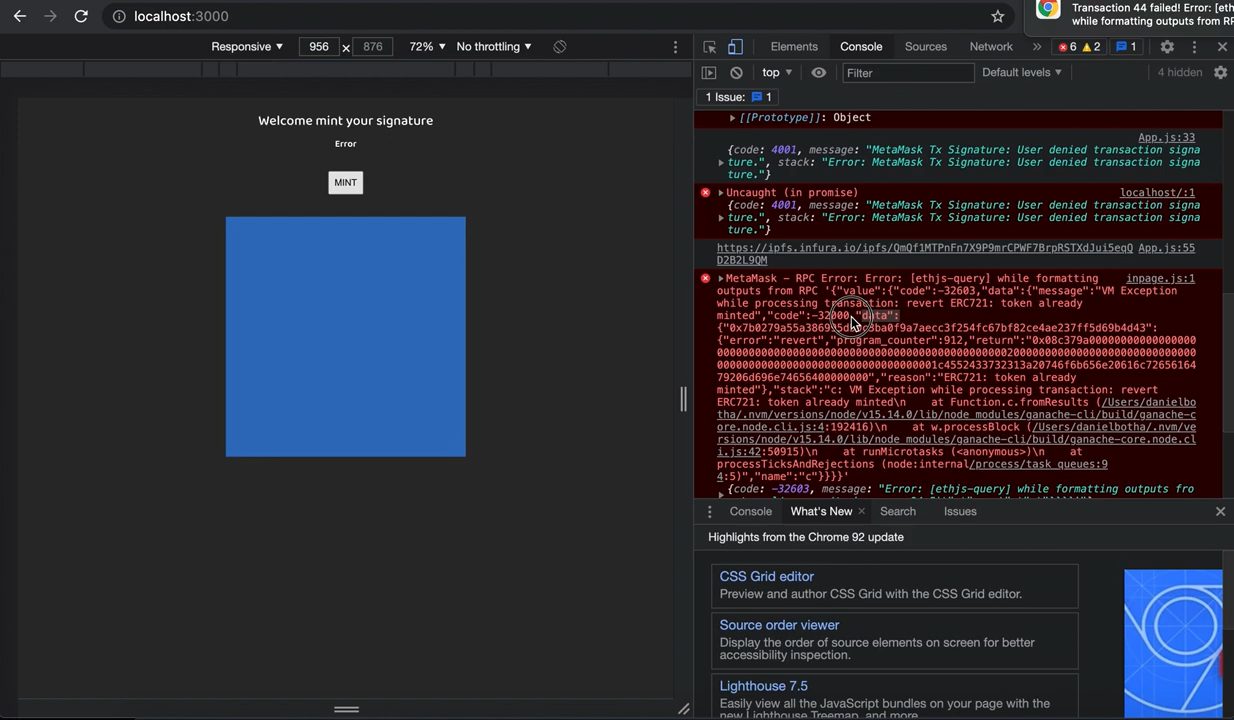 localhost:3000
Transaction 44 failed! Error: [eth
while formatting outputs from RP
Responsive 956 × 876 72% No throttling
Elements Console Sources Network » 6 2 1
top Filter Default levels 4 hidden
1 Issue: 1
Welcome mint your signature
Error
MINT
[[Prototype]]: Object
App.js:33
{code: 4001, message: "MetaMask Tx Signature: User denied transaction signa
ture.", stack: "Error: MetaMask Tx Signature: User denied transaction signa
ture."}
Uncaught (in promise) localhost/:1
{code: 4001, message: "MetaMask Tx Signature: User denied transaction signa
ture.", stack: "Error: MetaMask Tx Signature: User denied transaction signa
ture."}
https://ipfs.infura.io/ipfs/QmQf1MTPnFn7X9P9mrCPWF7BrpRSTXdJui5eqQ App.js:55
D2B2L9QM
MetaMask - RPC Error: Error: [ethjs-query] while formatting inpage.js:1
outputs from RPC '{"value":{"code":-32603,"data":{"message":"VM Exception
while processing transaction: revert ERC721: token already
minted","code":-32000,"data":
{"error":"revert","program_counter":912,"return":"0x08c379a0000000000
79206d696e74656400000000","reason":"ERC721: token already
minted"},"stack":"c: VM Exception while processing transaction: revert
ERC721: token already minted\n at Function.c.fromResults (/Users/danielbo
tha/.nvm/versions/node/v15.14.0/lib/node_modules/ganache-cli/build/ganache-c
ore.node.cli.js:4:192416)\n at w.processBlock (/Users/danielbotha/.nvm/ve
rsions/node/v15.14.0/lib/node_modules/ganache-cli/build/ganache-core.node.cl
i.js:42:50915)\n at runMicrotasks (<anonymous>)\n at
processTicksAndRejections (node:internal/process/task_queues:9
4:5)","name":"c"}}}}'
{code: -32603, message: "Error: [ethjs-query] while formatting outputs fro
Console What's New Search Issues
Highlights from the Chrome 92 update
CSS Grid editor
Preview and author CSS Grid with the CSS Grid editor.
Source order viewer
Display the order of source elements on screen for better
accessibility inspection.
Lighthouse 7.5
Easily view all the JavaScript bundles on your page with the
new Lighthouse Treemap, and more.